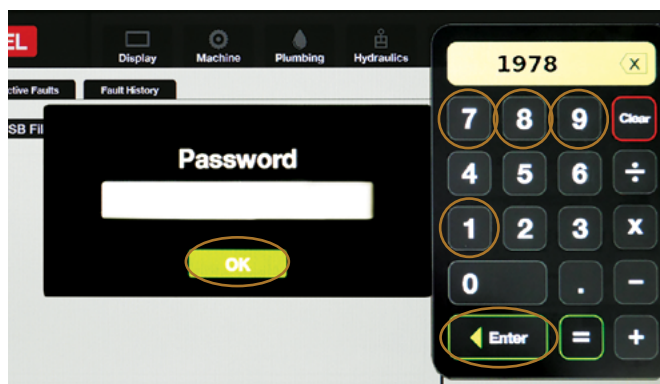 EL
Display Machine Plumbing Hydraulics
ctive Faults Fault History
SB Fil
Password
OK
1978 X
7 8 9 Clear
4 5 6 ÷
1 2 3 x
0 . -
Enter = +